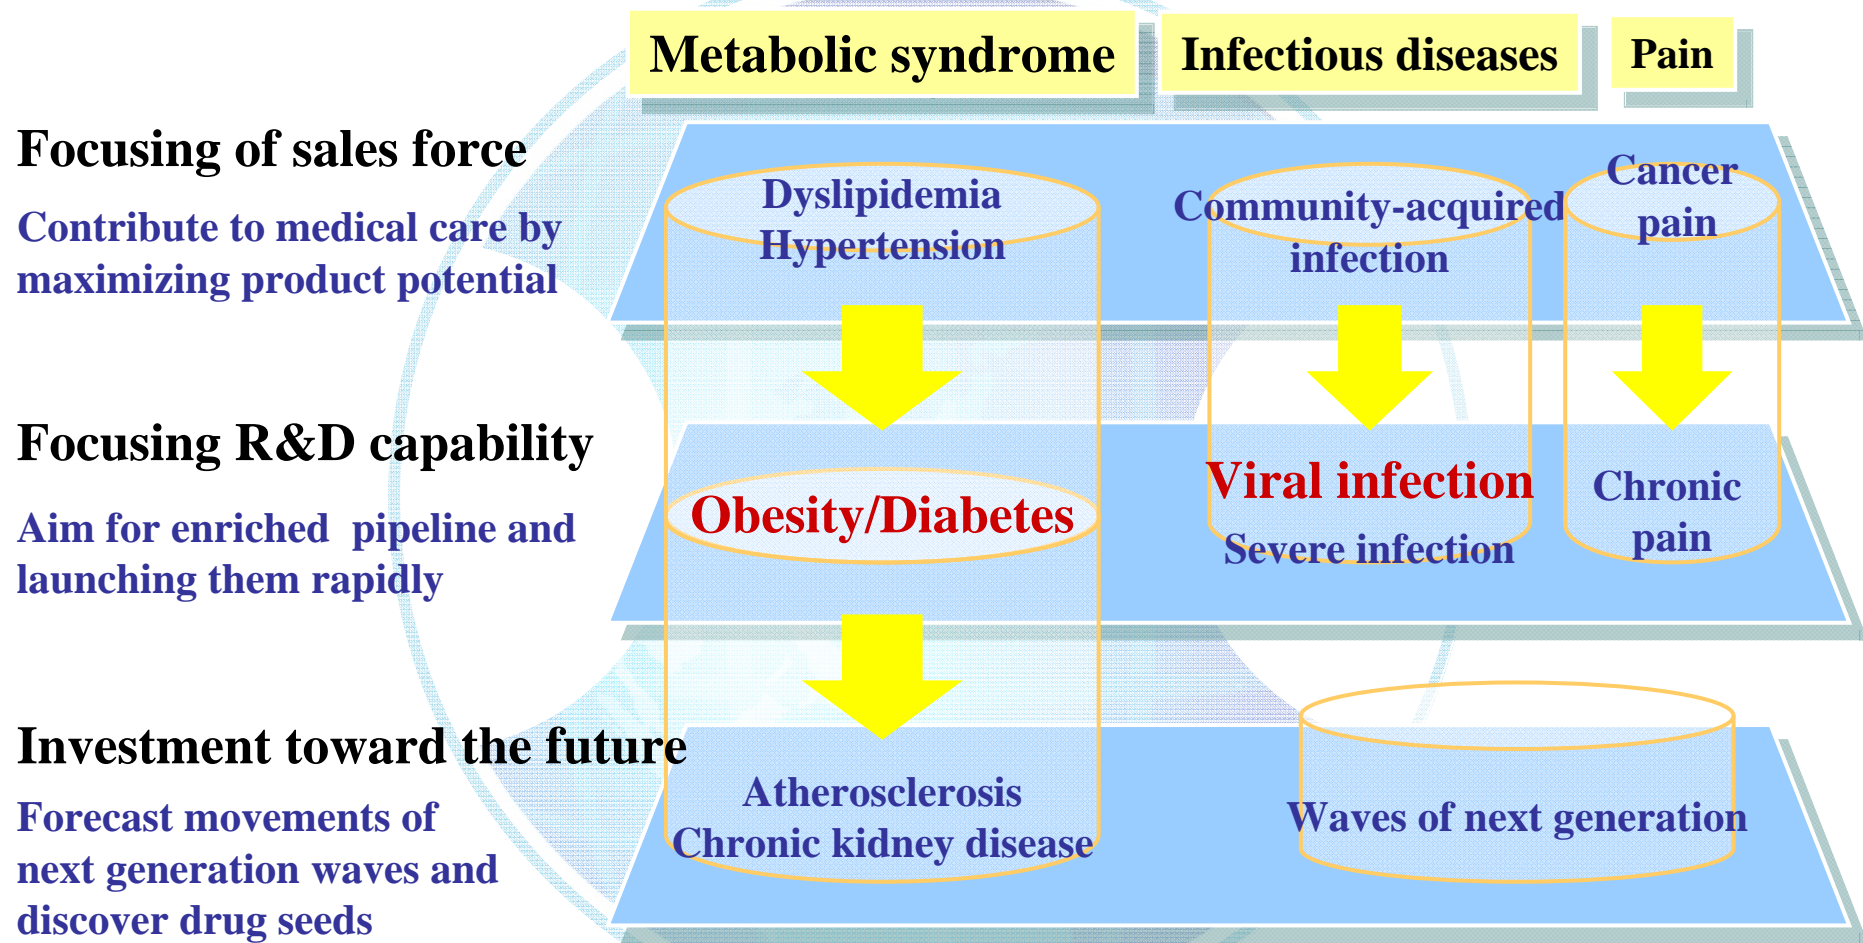 Metabolic syndrome
Infectious diseases
Pain
Focusing of sales force
Contribute to medical care by
maximizing product potential
Dyslipidemia
Hypertension
Community-acquired
infection
Cancer
pain
Focusing R&D capability
Aim for enriched  pipeline and
launching them rapidly
Obesity/Diabetes
Viral infection
Severe infection
Chronic
pain
Investment toward the future
Forecast movements of
next generation waves and
discover drug seeds
Atherosclerosis
Chronic kidney disease
Waves of next generation